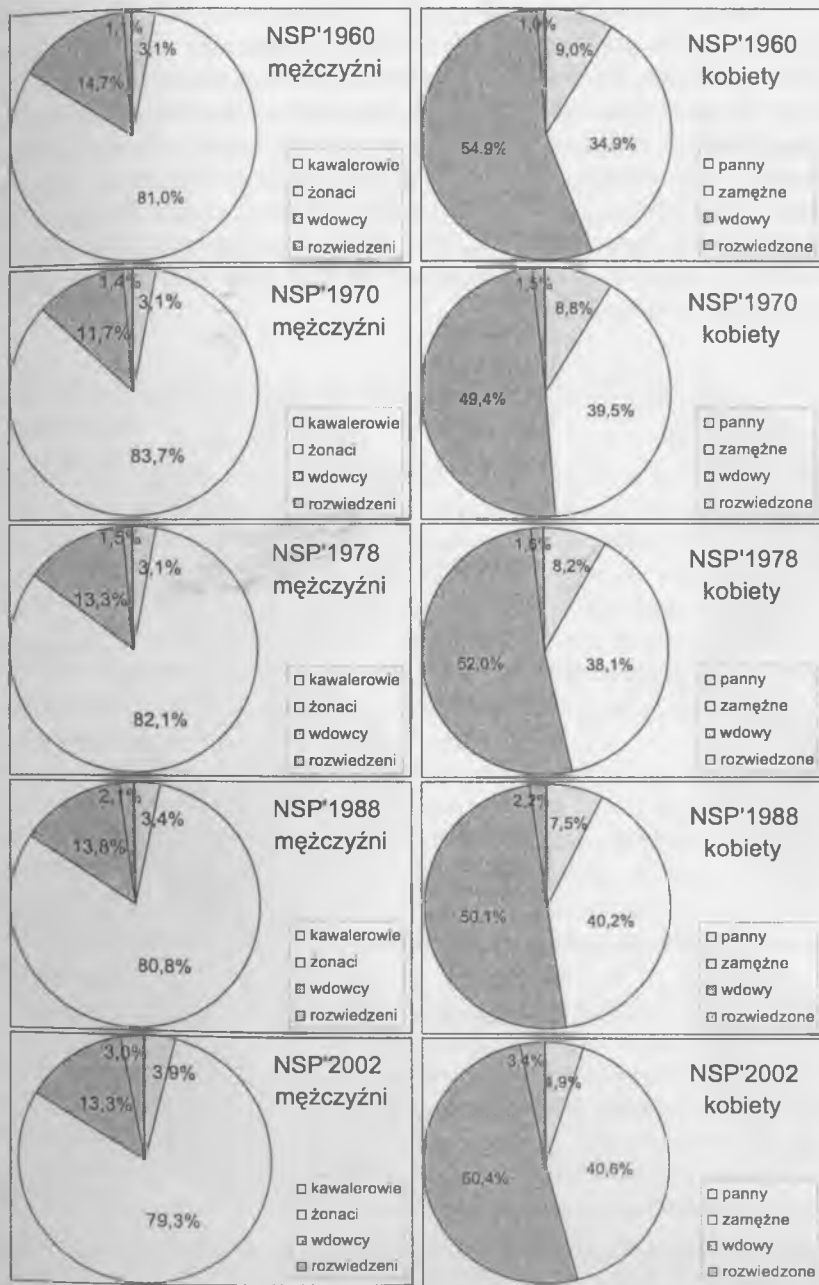 NSP'1960
mężczyźni
1,1%
3,1%
14,7%
81,0%
kawalerowie
żonaci
wdowcy
rozwiedzeni
NSP'1960
kobiety
1,0%
9,0%
54,9%
34,9%
panny
zamężne
wdowy
rozwiedzone
NSP'1970
mężczyźni
1,4%
3,1%
11,7%
83,7%
kawalerowie
żonaci
wdowcy
rozwiedzeni
NSP'1970
kobiety
1,5%
8,8%
49,4%
39,5%
panny
zamężne
wdowy
rozwiedzone
NSP'1978
mężczyźni
1,5%
3,1%
13,3%
82,1%
kawalerowie
żonaci
wdowcy
rozwiedzeni
NSP'1978
kobiety
1,6%
8,2%
52,0%
38,1%
panny
zamężne
wdowy
rozwiedzone
NSP'1988
mężczyźni
2,1%
3,4%
13,8%
80,8%
kawalerowie
żonaci
wdowcy
rozwiedzeni
NSP'1988
kobiety
2,2%
7,5%
50,1%
40,2%
panny
zamężne
wdowy
rozwiedzone
NSP'2002
mężczyźni
3,0%
3,9%
13,3%
79,3%
kawalerowie
żonaci
wdowcy
rozwiedzeni
NSP'2002
kobiety
3,4%
4,9%
40,6%
panny
zamężne
wdowy
rozwiedzone